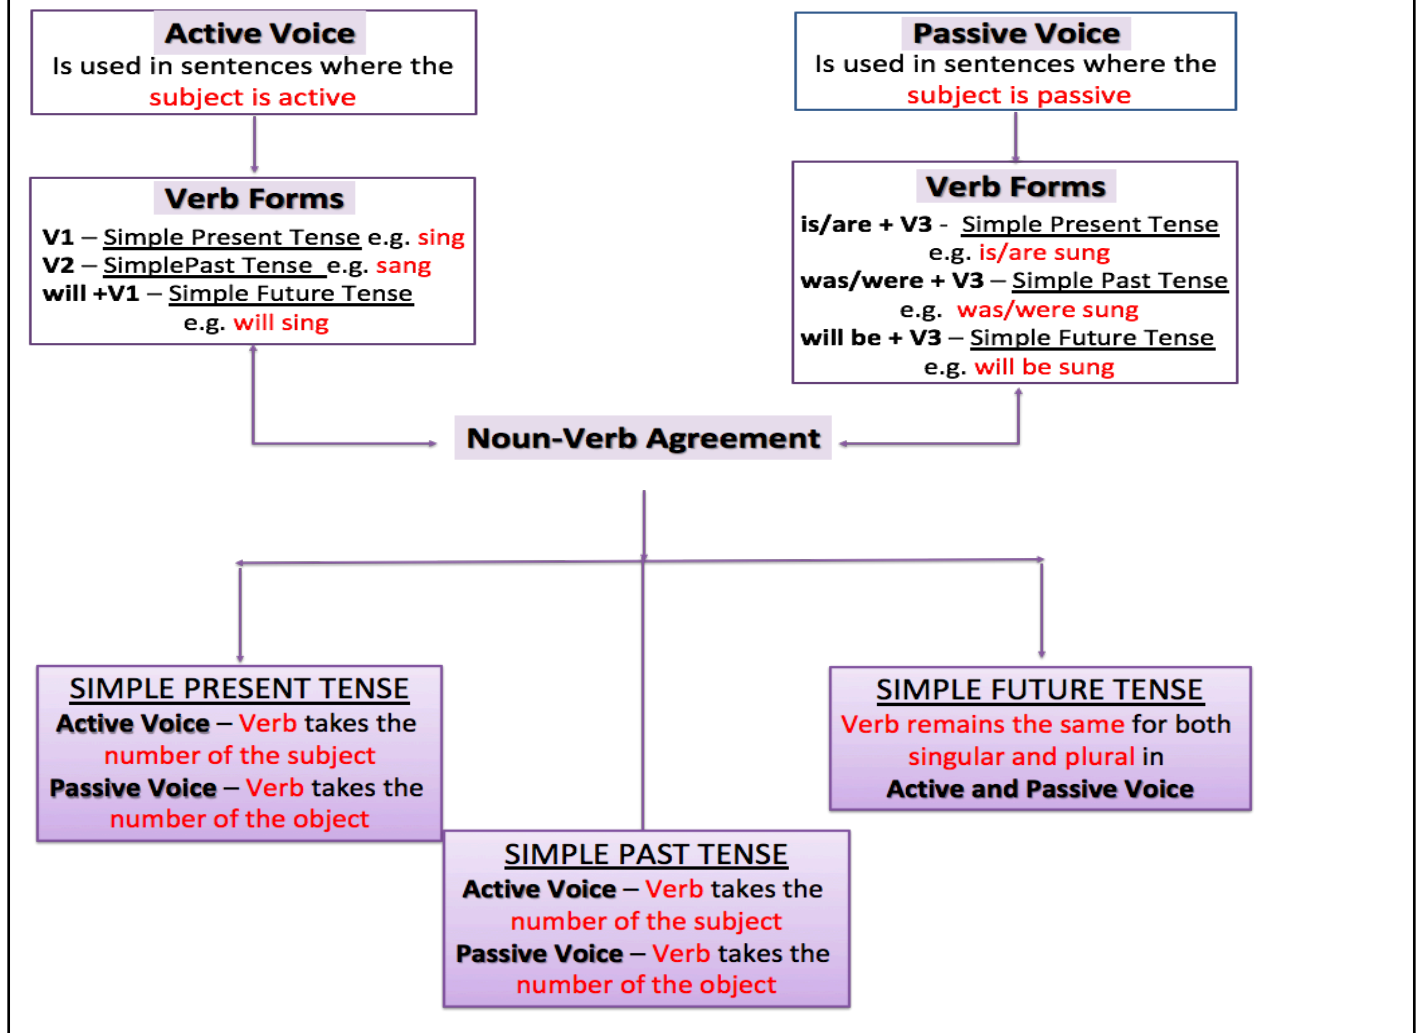 Active Voice
Is used in sentences where the
subject is active
Passive Voice
Is used in sentences where the
subject is passive
Verb Forms
V1 – Simple Present Tense e.g. sing
V2 – SimplePast Tense e.g. sang
will +V1 – Simple Future Tense
e.g. will sing
Verb Forms
is/are + V3 - Simple Present Tense
e.g. is/are sung
was/were + V3 – Simple Past Tense
e.g. was/were sung
will be + V3 – Simple Future Tense
e.g. will be sung
Noun-Verb Agreement
SIMPLE PRESENT TENSE
Active Voice – Verb takes the
number of the subject
Passive Voice – Verb takes the
number of the object
SIMPLE PAST TENSE
Active Voice – Verb takes the
number of the subject
Passive Voice – Verb takes the
number of the object
SIMPLE FUTURE TENSE
Verb remains the same for both
singular and plural in
Active and Passive Voice